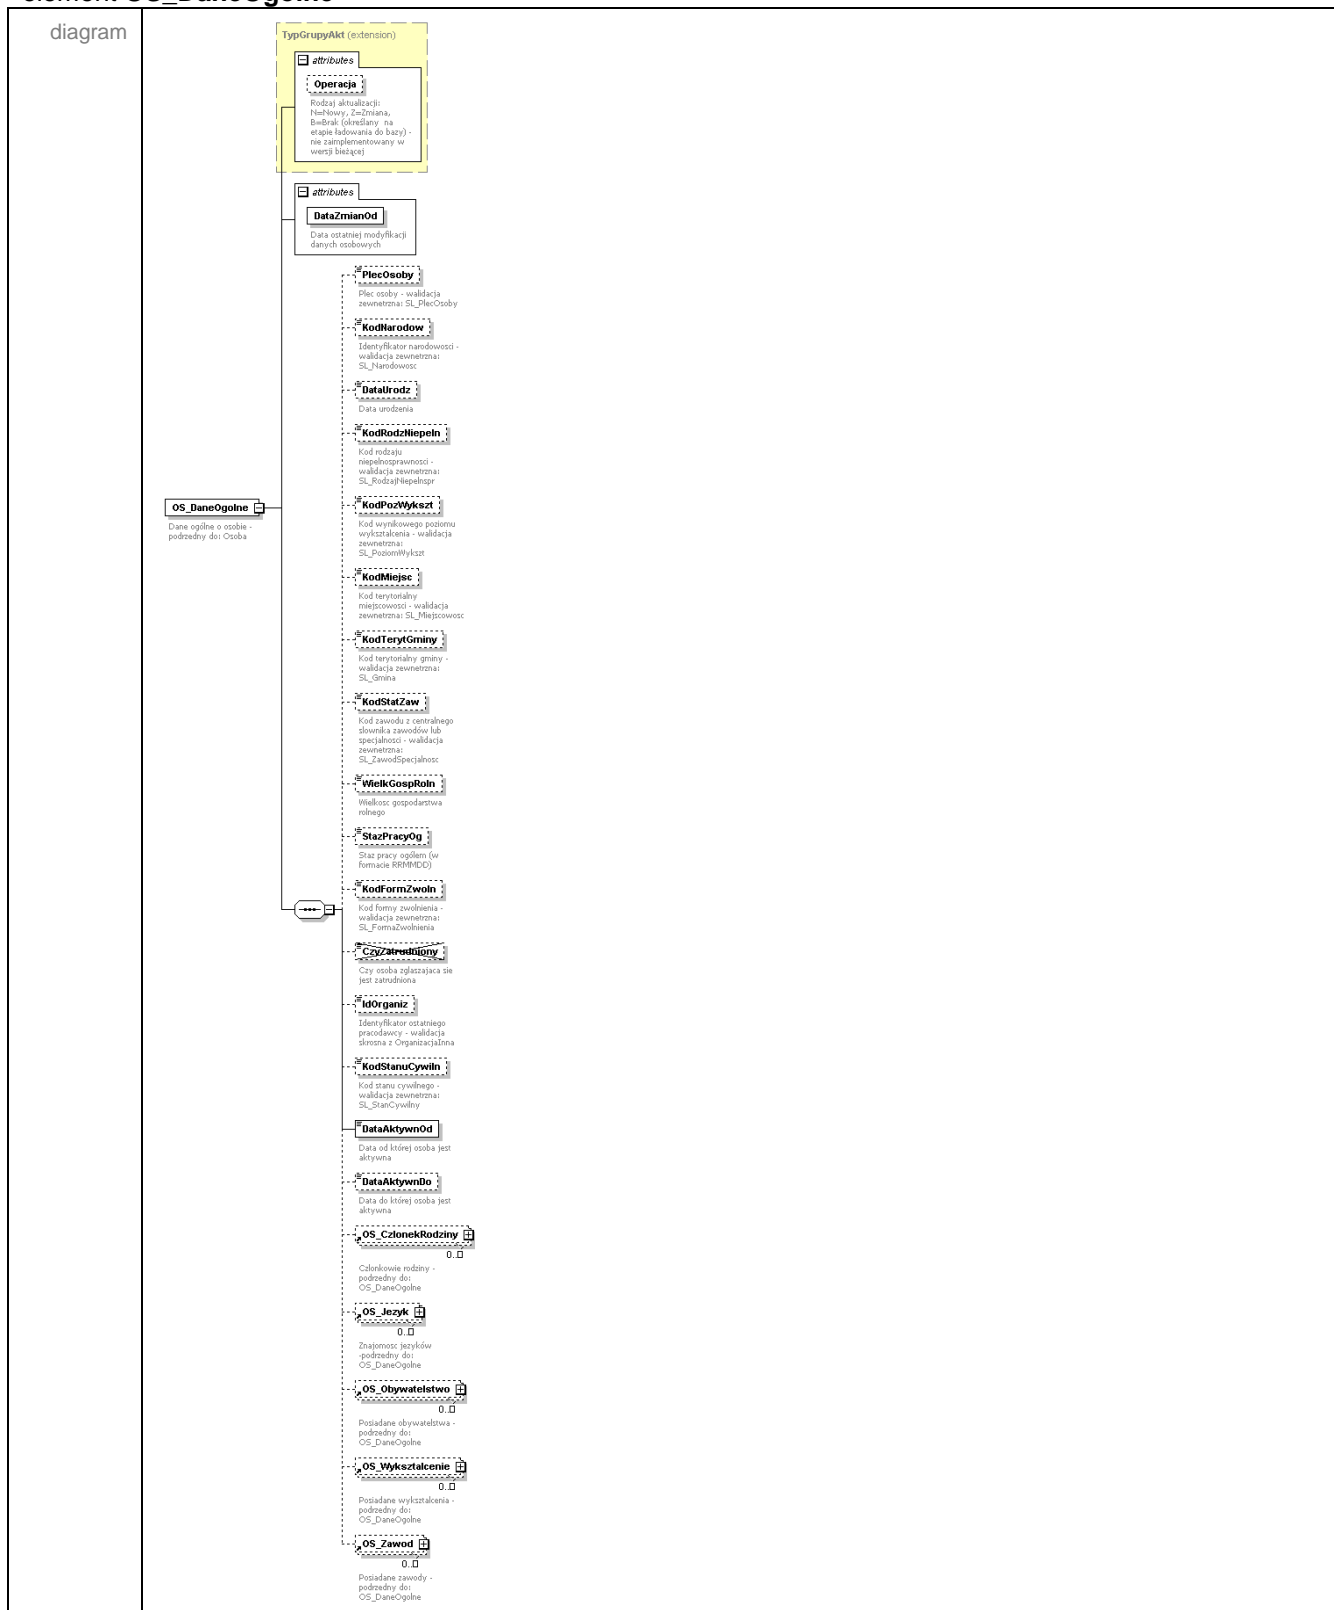 element OS_DaneOgolne
diagram
TypGrupyAkt (extension)
attributes
Operacja
Rodzaj aktualizacji:
N=Nowy, Z=Zmiana,
B=Brak (określany na
etapie ładowania do bazy) -
nie zaimplementowany w
wersji bieżącej
attributes
DataZmianOd
Data ostatniej modyfikacji
danych osobowych
PlecOsoby
Plec osoby - walidacja
zewnetrzna: SL_PlecOsoby
KodNarodow
Identyfikator narodowosci -
walidacja zewnetrzna:
SL_Narodowosc
DataUrodz
Data urodzenia
KodRodzNiepeln
Kod rodzaju
niepelnosprawnosci -
walidacja zewnetrzna:
SL_RodzajNiepelnspr
OS_DaneOgolne
Dane ogólne o osobie -
podrzedny do: Osoba
KodPozWykszt
Kod wynikowego poziomu
wyksztalcenia - walidacja
zewnetrzna:
SL_PoziomWykszt
KodMiejsc
Kod terytorialny
miejscowosci - walidacja
zewnetrzna: SL_Miejscowosc
KodTerytGminy
Kod terytorialny gminy -
walidacja zewnetrzna:
SL_Gmina
KodStatZaw
Kod zawodu z centralnego
slownika zawodów lub
specjalnosci - walidacja
zewnetrzna:
SL_ZawodSpecjalnosc
WielkGospRoln
Wielkosc gospodarstwa
rolnego
StazPracyOg
Staz pracy ogólem (w
formacie RRMMDD)
KodFormZwoln
Kod formy zwolnienia -
walidacja zewnetrzna:
SL_FormaZwolnienia
CzyZatrudniony
Czy osoba zglaszajaca sie
jest zatrudniona
IdOrganiz
Identyfikator ostatniego
pracodawcy - walidacja
skrosna z OrganizacjaInna
KodStanuCywiln
Kod stanu cywilnego -
walidacja zewnetrzna:
SL_StanCywilny
DataAktywnOd
Data od której osoba jest
aktywna
DataAktywnDo
Data do której osoba jest
aktywna
OS_CzlonekRodziny
0..
Czlonkowie rodziny -
podrzedny do:
OS_DaneOgolne
OS_Jezyk
0..
Znajomosc jezyków
-podrzedny do:
OS_DaneOgolne
OS_Obywatelstwo
0..
Posiadane obywatelstwa -
podrzedny do:
OS_DaneOgolne
OS_Wyksztalcenie
0..
Posiadane wyksztalcenia -
podrzedny do:
OS_DaneOgolne
OS_Zawod
0..
Posiadane zawody -
podrzedny do:
OS_DaneOgolne